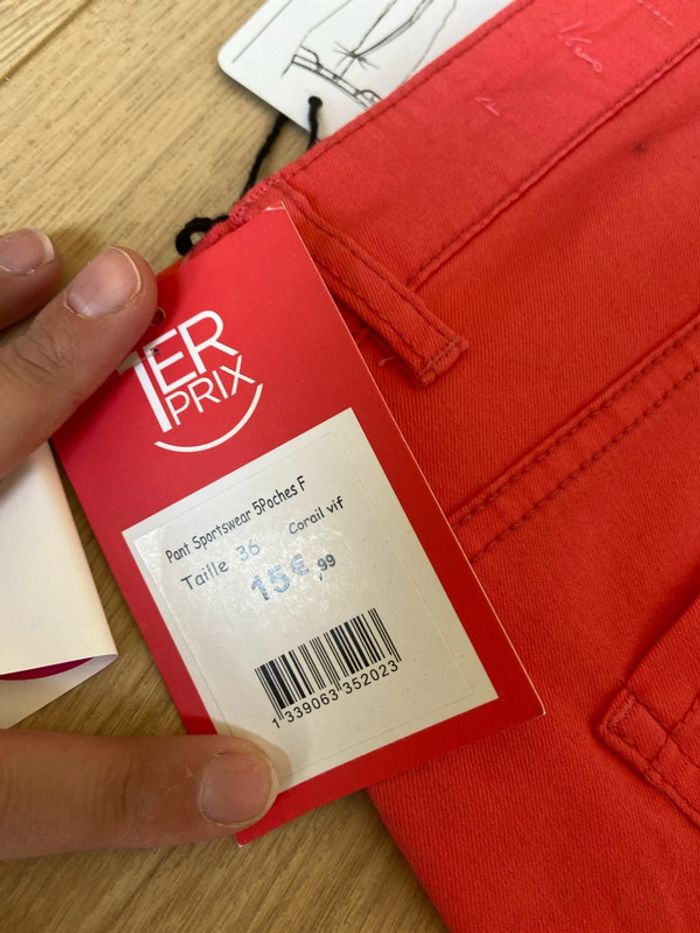 1ER
PRIX
Pant Sportswear 5Poches F
Taille 36 Corail vif
15€,99
1 339063 352023